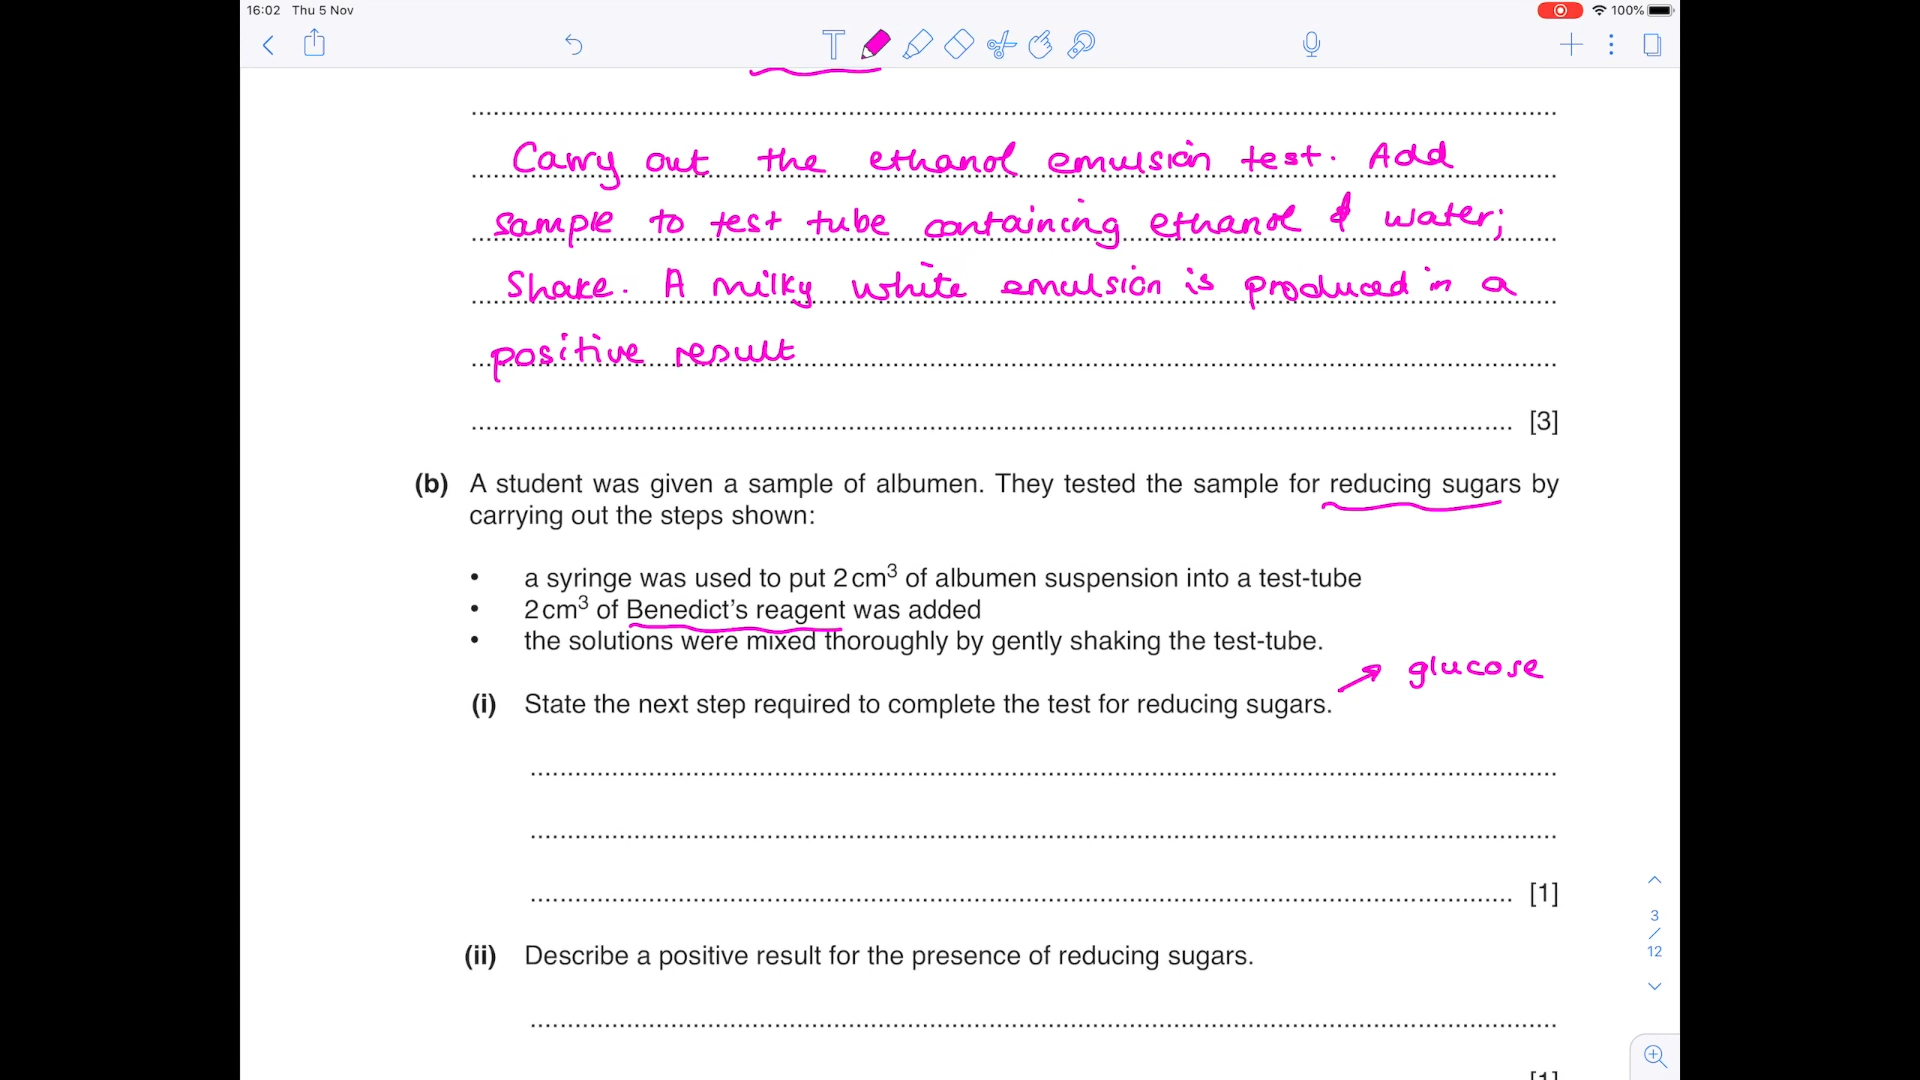 16:02 Thu 5 Nov
100%
Carry out the ethanol emulsion test. Add
sample to test tube containing ethanol & water;
Shake. A milky white emulsion is produced in a
positive result
[3]
(b) A student was given a sample of albumen. They tested the sample for reducing sugars by
carrying out the steps shown:
• a syringe was used to put 2 cm³ of albumen suspension into a test-tube
• 2 cm³ of Benedict's reagent was added
• the solutions were mixed thoroughly by gently shaking the test-tube.
glucose
(i) State the next step required to complete the test for reducing sugars.
[1]
3
/
12
(ii) Describe a positive result for the presence of reducing sugars.
[1]